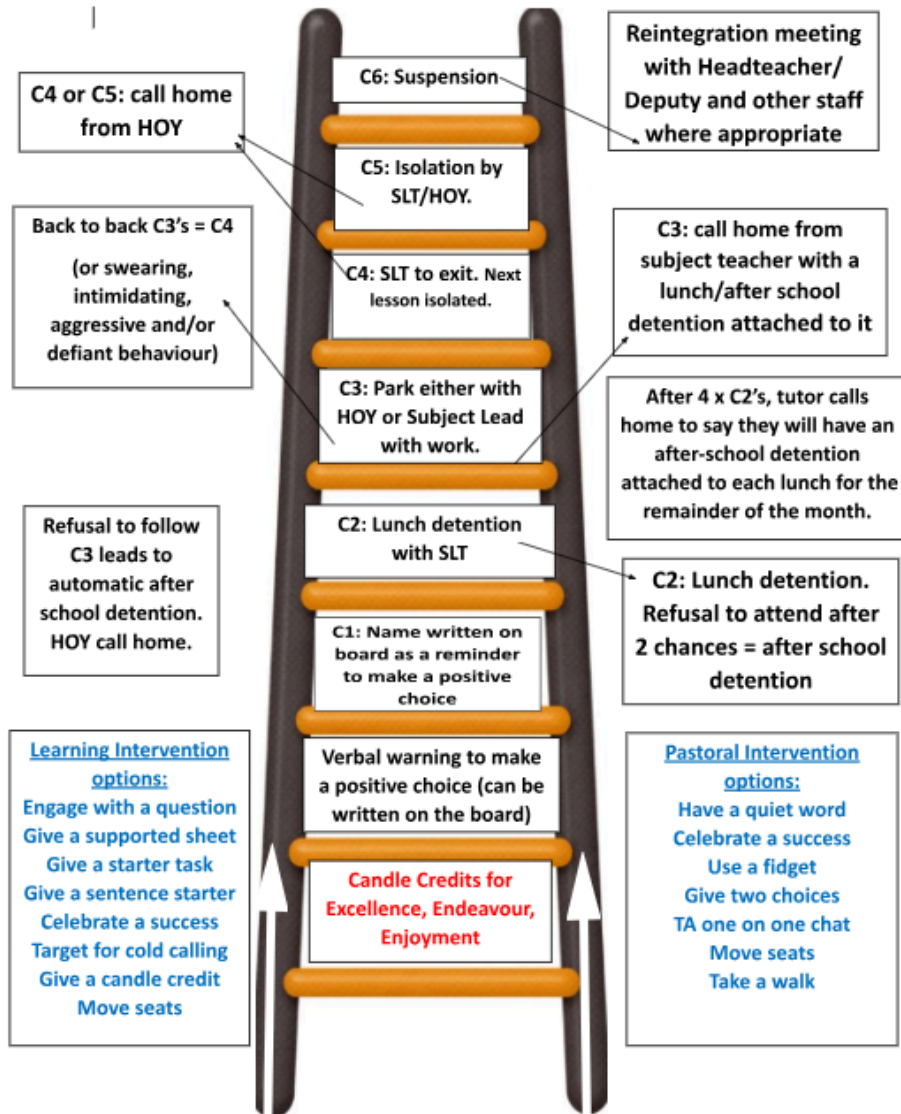 C6: Suspension
Reintegration meeting
with Headteacher/
Deputy and other staff
where appropriate
C4 or C5: call home
from HOY
C5: Isolation by
SLT/HOY.
Back to back C3's = C4
(or swearing,
intimidating,
aggressive and/or
defiant behaviour)
C4: SLT to exit. Next
lesson isolated.
C3: call home from
subject teacher with a
lunch/after school
detention attached to it
C3: Park either with
HOY or Subject Lead
with work.
After 4 x C2's, tutor calls
home to say they will have an
after-school detention
attached to each lunch for the
remainder of the month.
Refusal to follow
C3 leads to
automatic after
school detention.
HOY call home.
C2: Lunch detention
with SLT
C2: Lunch detention.
Refusal to attend after
2 chances = after school
detention
C1: Name written on
board as a reminder
to make a positive
choice
Verbal warning to make
a positive choice (can be
written on the board)
Candle Credits for
Excellence, Endeavour,
Enjoyment
Learning Intervention
options:
Engage with a question
Give a supported sheet
Give a starter task
Give a sentence starter
Celebrate a success
Target for cold calling
Give a candle credit
Move seats
Pastoral Intervention
options:
Have a quiet word
Celebrate a success
Use a fidget
Give two choices
TA one on one chat
Move seats
Take a walk